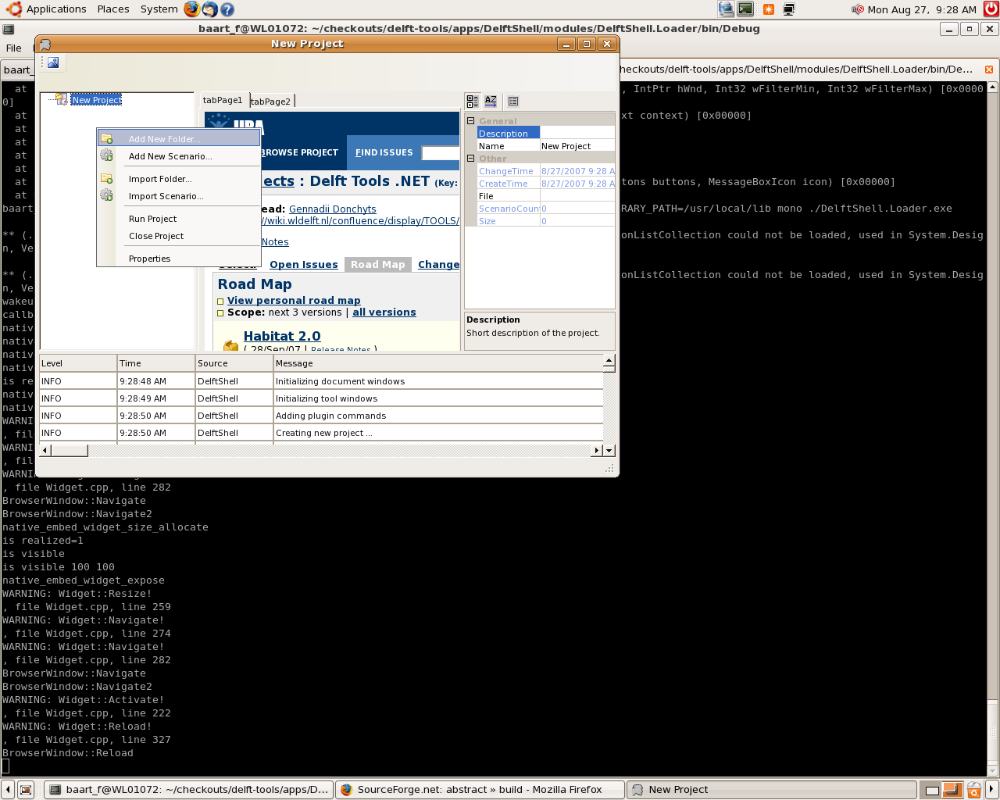 Applications Places System Mon Aug 27, 9:28 AM
baart_f@WL01072: ~/checkouts/delft-tools/apps/DelftShell/modules/DelftShell.Loader/bin/Debug
File
New Project
baart_ heckouts/delft-tools/apps/DelftShell/modules/DelftShell.Loader/bin/De...
at , IntPtr hWnd, Int32 wFilterMin, Int32 wFilterMax) [0x0000
0]
at xt context) [0x00000]
at
at
at
at
at tons buttons, MessageBoxIcon icon) [0x00000]
at
baart_ RARY_PATH=/usr/local/lib mono ./DelftShell.Loader.exe
** (. onListCollection could not be loaded, used in System.Desig
n, Ve
** (. onListCollection could not be loaded, used in System.Desig
n, Ve
wakeu
callb
nativ
nativ
nativ
nativ
is re
nativ
nativ
WARNI
, fil
WARNI
, fil
WARNI
New Project
Add New Folder...
Add New Scenario...
Import Folder...
Import Scenario...
Run Project
Close Project
Properties
tabPage1 tabPage2
JIRA
BROWSE PROJECT FIND ISSUES
jects : Delft Tools .NET (Key:
ead: Gennadii Donchyts
//wiki.wldelft.nl/confluence/display/TOOLS/
Notes
Select: Open Issues Road Map Change
Road Map
View personal road map
Scope: next 3 versions | all versions
Habitat 2.0
( 28/Sep/07 | Release Notes )
General
Description
Name New Project
Other
ChangeTime 8/27/2007 9:28 A
CreateTime 8/27/2007 9:28 A
File
ScenarioCoun 0
Size 0
Description
Short description of the project.
Level Time Source Message
INFO 9:28:48 AM DelftShell Initializing document windows
INFO 9:28:49 AM DelftShell Initializing tool windows
INFO 9:28:50 AM DelftShell Adding plugin commands
INFO 9:28:50 AM DelftShell Creating new project ...
, file Widget.cpp, line 282
BrowserWindow::Navigate
BrowserWindow::Navigate2
native_embed_widget_size_allocate
is realized=1
is visible
is visible 100 100
native_embed_widget_expose
WARNING: Widget::Resize!
, file Widget.cpp, line 259
WARNING: Widget::Navigate!
, file Widget.cpp, line 274
WARNING: Widget::Navigate!
, file Widget.cpp, line 282
BrowserWindow::Navigate
BrowserWindow::Navigate2
WARNING: Widget::Activate!
, file Widget.cpp, line 222
WARNING: Widget::Reload!
, file Widget.cpp, line 327
BrowserWindow::Reload
baart_f@WL01072: ~/checkouts/delft-tools/apps/D... SourceForge.net: abstract » build - Mozilla Firefox New Project